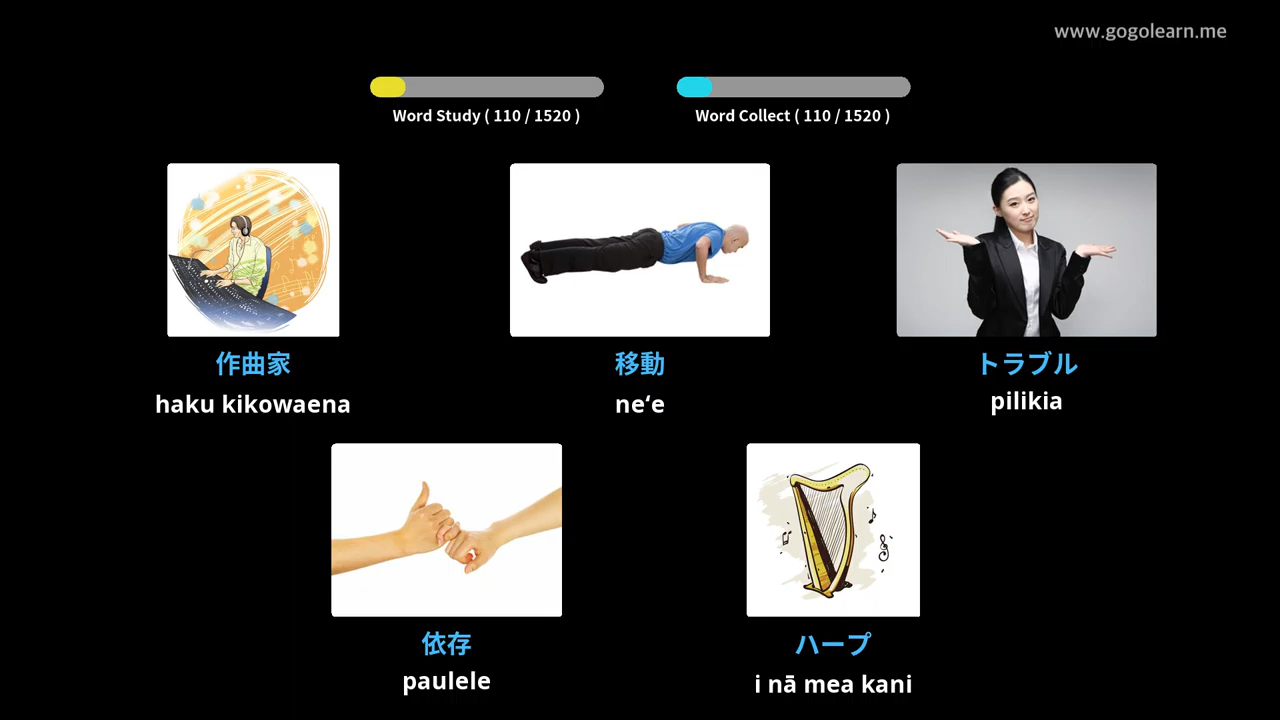 www.gogolearn.me
Word Study ( 110 / 1520 )
Word Collect ( 110 / 1520 )
作曲家
haku kikowaena
移動
neʻe
トラブル
pilikia
依存
paulele
ハープ
i nā mea kani